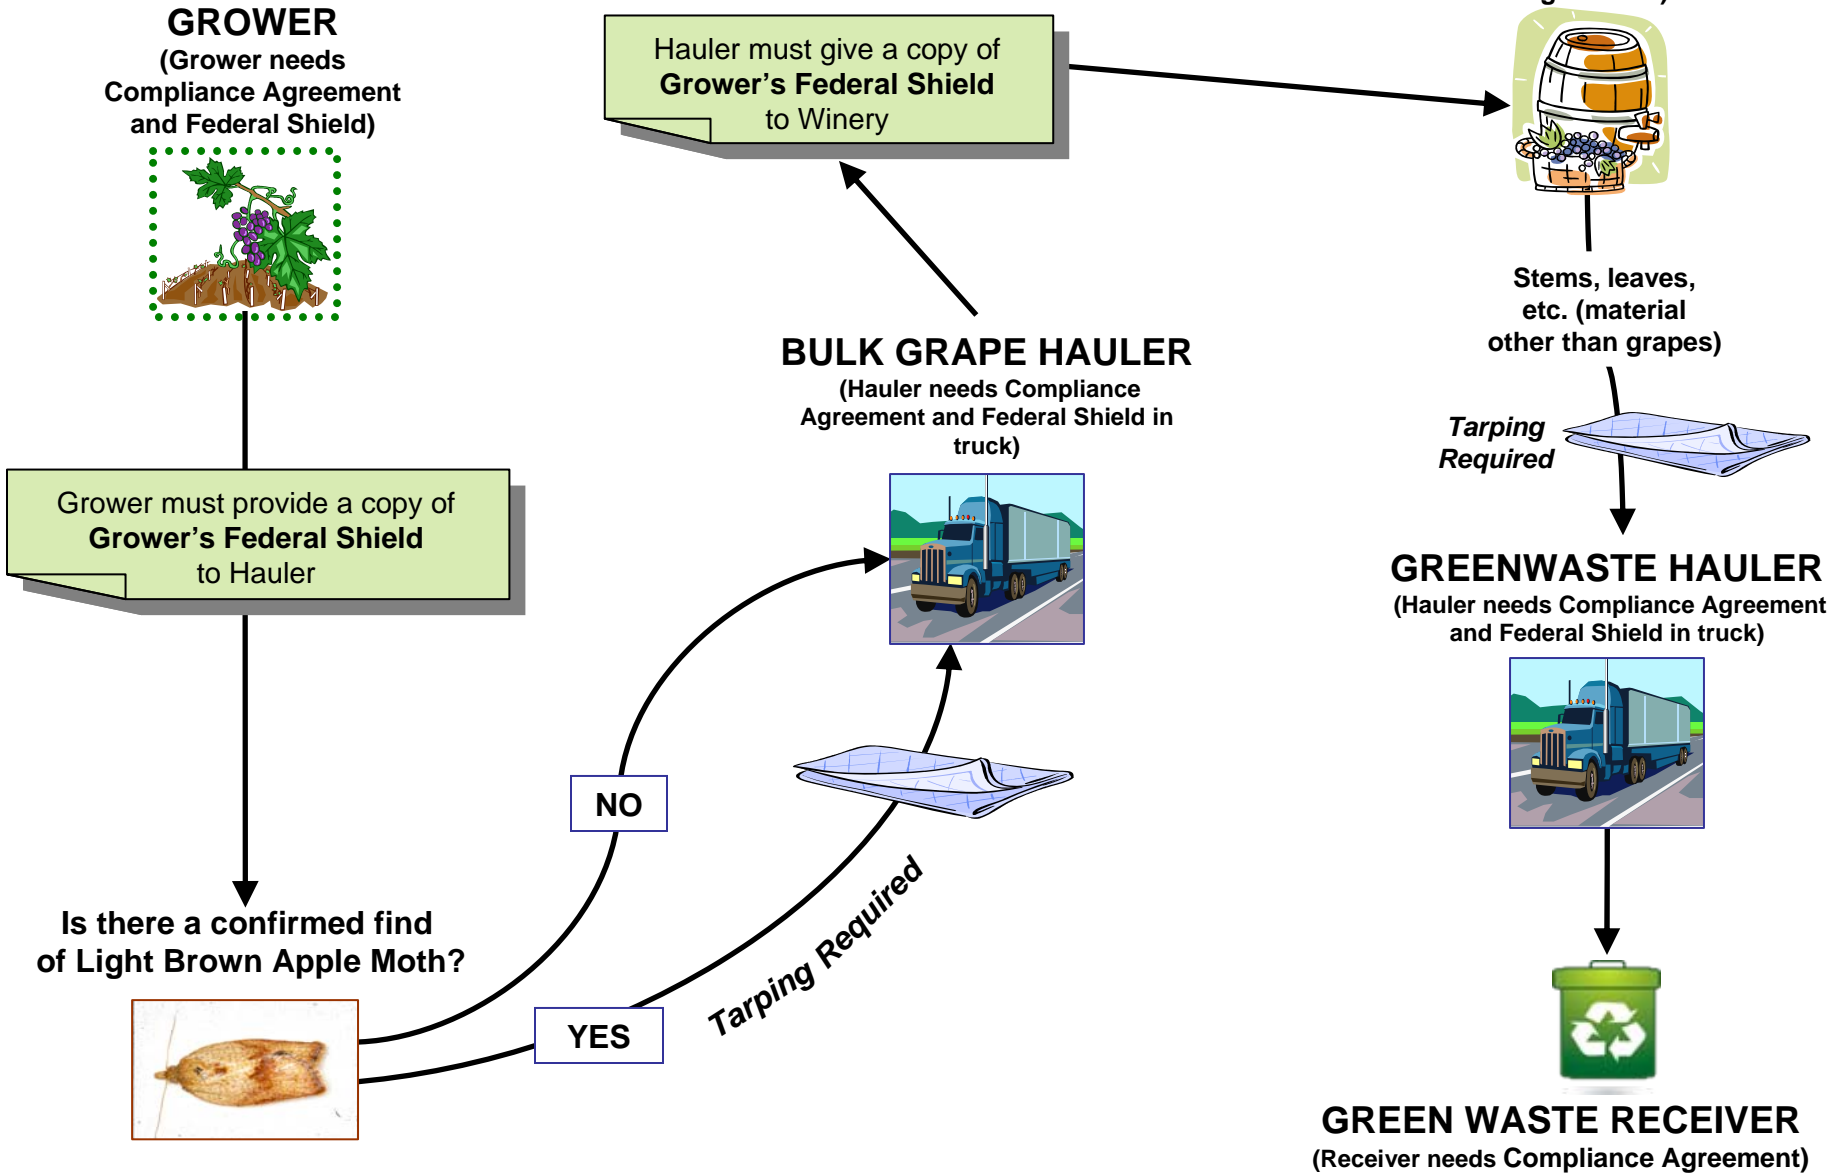 GROWER
(Grower needs
Compliance Agreement
and Federal Shield)
Grower must provide a copy of
Grower's Federal Shield
to Hauler
Is there a confirmed find
of Light Brown Apple Moth?
NO
YES
Tarping Required
BULK GRAPE HAULER
(Hauler needs Compliance
Agreement and Federal Shield in
truck)
Hauler must give a copy of
Grower's Federal Shield
to Winery
Stems, leaves,
etc. (material
other than grapes)
Tarping
Required
GREENWASTE HAULER
(Hauler needs Compliance Agreement
and Federal Shield in truck)
GREEN WASTE RECEIVER
(Receiver needs Compliance Agreement)